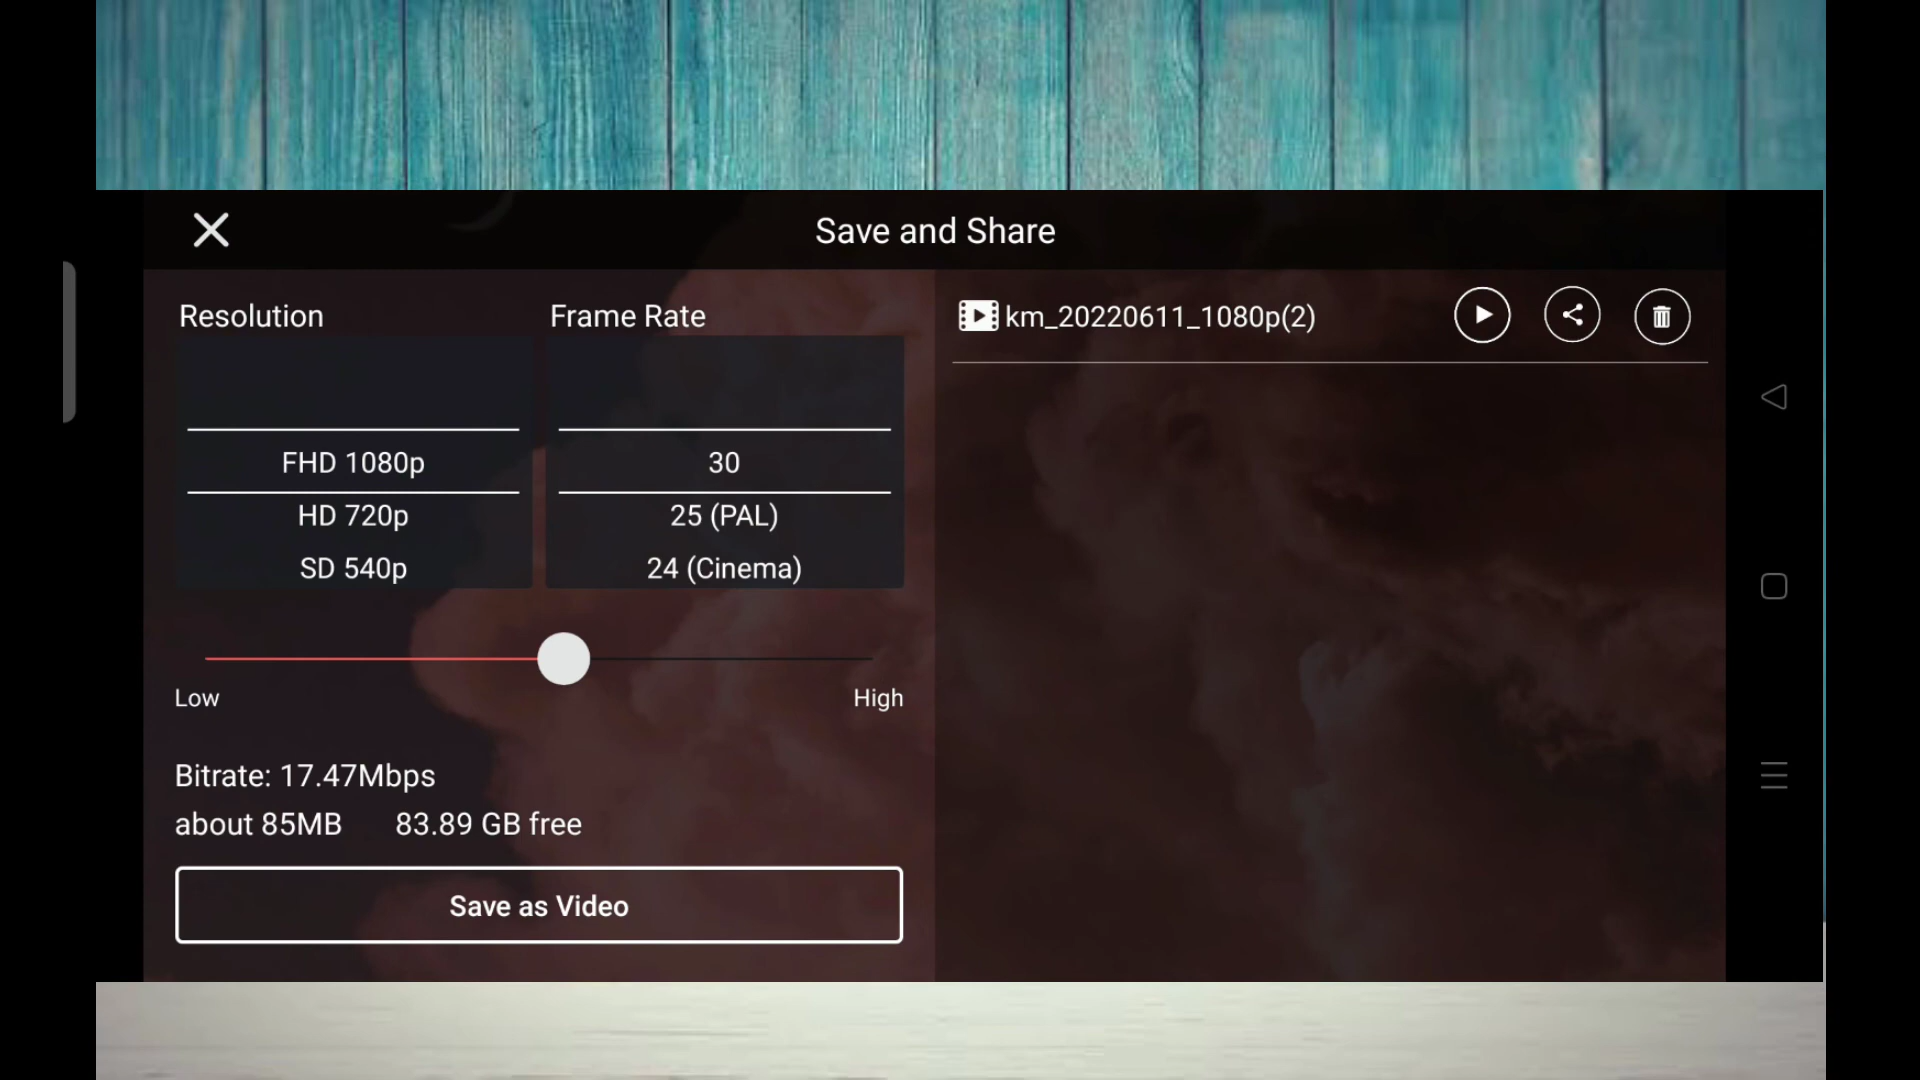 Save and Share
Resolution
Frame Rate
FHD 1080p
HD 720p
SD 540p
30
25 (PAL)
24 (Cinema)
Low
High
Bitrate: 17.47Mbps
about 85MB 83.89 GB free
Save as Video
km_20220611_1080p(2)